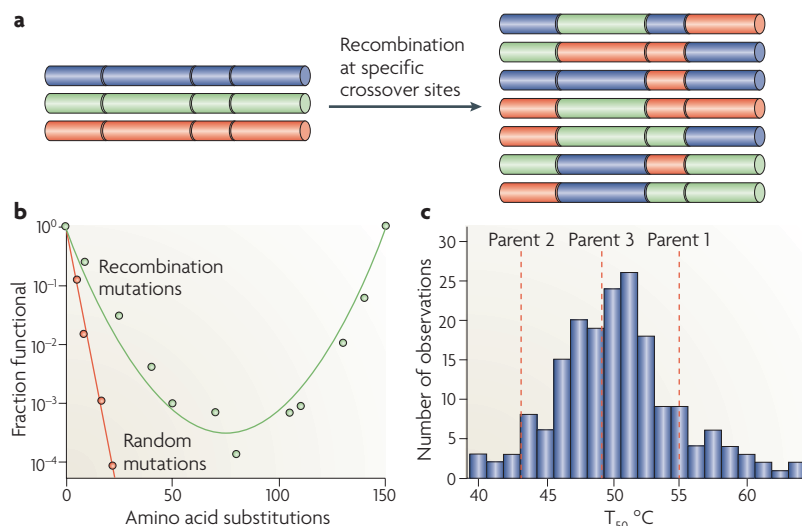 a
Recombination
at specific
crossover sites
b
10⁰
10⁻¹
10⁻²
10⁻³
10⁻⁴
Fraction functional
Recombination
mutations
Random
mutations
0
50
100
150
Amino acid substitutions
c
Parent 2
Parent 3
Parent 1
30
25
20
15
10
5
0
Number of observations
40
45
50
55
60
T₅₀ °C